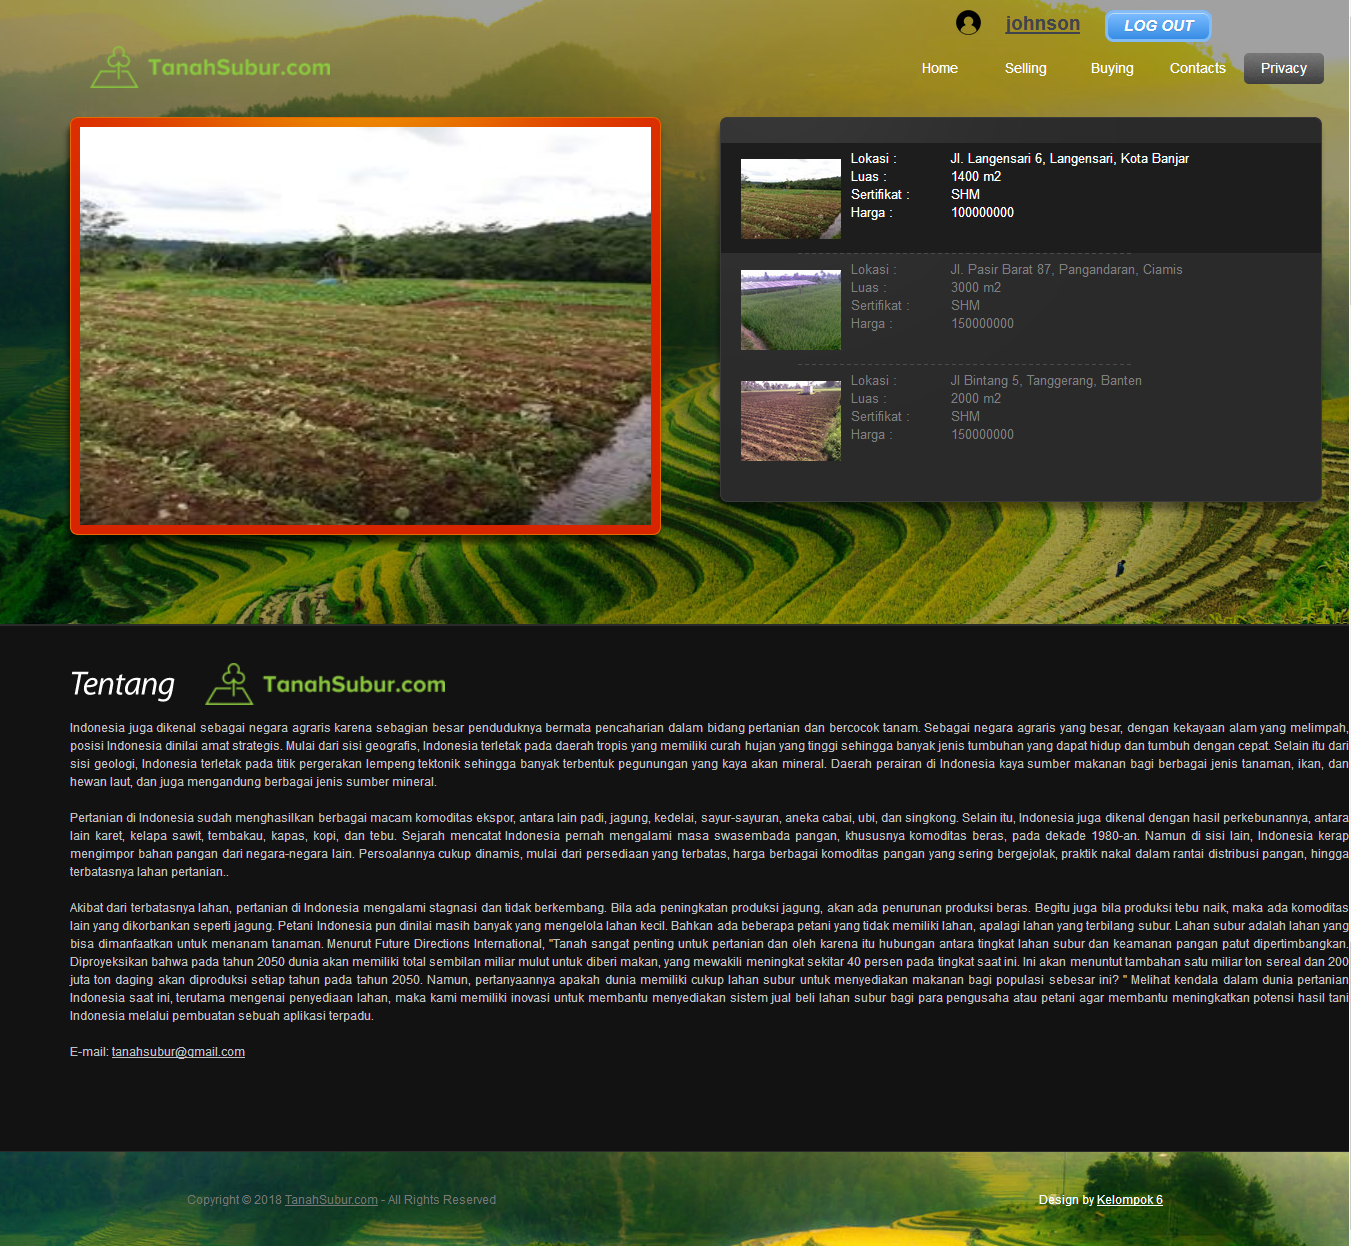 johnson
LOG OUT
TanahSubur.com
Home Selling Buying Contacts Privacy
Lokasi : Jl. Langensari 6, Langensari, Kota Banjar
Luas : 1400 m2
Sertifikat : SHM
Harga : 100000000
Lokasi : Jl. Pasir Barat 87, Pangandaran, Ciamis
Luas : 3000 m2
Sertifikat : SHM
Harga : 150000000
Lokasi : Jl Bintang 5, Tanggerang, Banten
Luas : 2000 m2
Sertifikat : SHM
Harga : 150000000
Tentang TanahSubur.com
Indonesia juga dikenal sebagai negara agraris karena sebagian besar penduduknya bermata pencaharian dalam bidang pertanian dan bercocok tanam. Sebagai negara agraris yang besar, dengan kekayaan alam yang melimpah,
posisi Indonesia dinilai amat strategis. Mulai dari sisi geografis, Indonesia terletak pada daerah tropis yang memiliki curah hujan yang tinggi sehingga banyak jenis tumbuhan yang dapat hidup dan tumbuh dengan cepat. Selain itu dari
sisi geologi, Indonesia terletak pada titik pergerakan lempeng tektonik sehingga banyak terbentuk pegunungan yang kaya akan mineral. Daerah perairan di Indonesia kaya sumber makanan bagi berbagai jenis tanaman, ikan, dan
hewan laut, dan juga mengandung berbagai jenis sumber mineral.
Pertanian di Indonesia sudah menghasilkan berbagai macam komoditas ekspor, antara lain padi, jagung, kedelai, sayur-sayuran, aneka cabai, ubi, dan singkong. Selain itu, Indonesia juga dikenal dengan hasil perkebunannya, antara
lain karet, kelapa sawit, tembakau, kapas, kopi, dan tebu. Sejarah mencatat Indonesia pernah mengalami masa swasembada pangan, khususnya komoditas beras, pada dekade 1980-an. Namun di sisi lain, Indonesia kerap
mengimpor bahan pangan dari negara-negara lain. Persoalannya cukup dinamis, mulai dari persediaan yang terbatas, harga berbagai komoditas pangan yang sering bergejolak, praktik nakal dalam rantai distribusi pangan, hingga
terbatasnya lahan pertanian..
Akibat dari terbatasnya lahan, pertanian di Indonesia mengalami stagnasi dan tidak berkembang. Bila ada peningkatan produksi jagung, akan ada penurunan produksi beras. Begitu juga bila produksi tebu naik, maka ada komoditas
lain yang dikorbankan seperti jagung. Petani Indonesia pun dinilai masih banyak yang mengelola lahan kecil. Bahkan ada beberapa petani yang tidak memiliki lahan, apalagi lahan yang terbilang subur. Lahan subur adalah lahan yang
bisa dimanfaatkan untuk menanam tanaman. Menurut Future Directions International, "Tanah sangat penting untuk pertanian dan oleh karena itu hubungan antara tingkat lahan subur dan keamanan pangan patut dipertimbangkan.
Diproyeksikan bahwa pada tahun 2050 dunia akan memiliki total sembilan miliar mulut untuk diberi makan, yang mewakili meningkat sekitar 40 persen pada tingkat saat ini. Ini akan menuntut tambahan satu miliar ton sereal dan 200
juta ton daging akan diproduksi setiap tahun pada tahun 2050. Namun, pertanyaannya apakah dunia memiliki cukup lahan subur untuk menyediakan makanan bagi populasi sebesar ini? " Melihat kendala dalam dunia pertanian
Indonesia saat ini, terutama mengenai penyediaan lahan, maka kami memiliki inovasi untuk membantu menyediakan sistem jual beli lahan subur bagi para pengusaha atau petani agar membantu meningkatkan potensi hasil tani
Indonesia melalui pembuatan sebuah aplikasi terpadu.
E-mail: tanahsubur@gmail.com
Copyright © 2018 TanahSubur.com - All Rights Reserved
Design by Kelompok 6